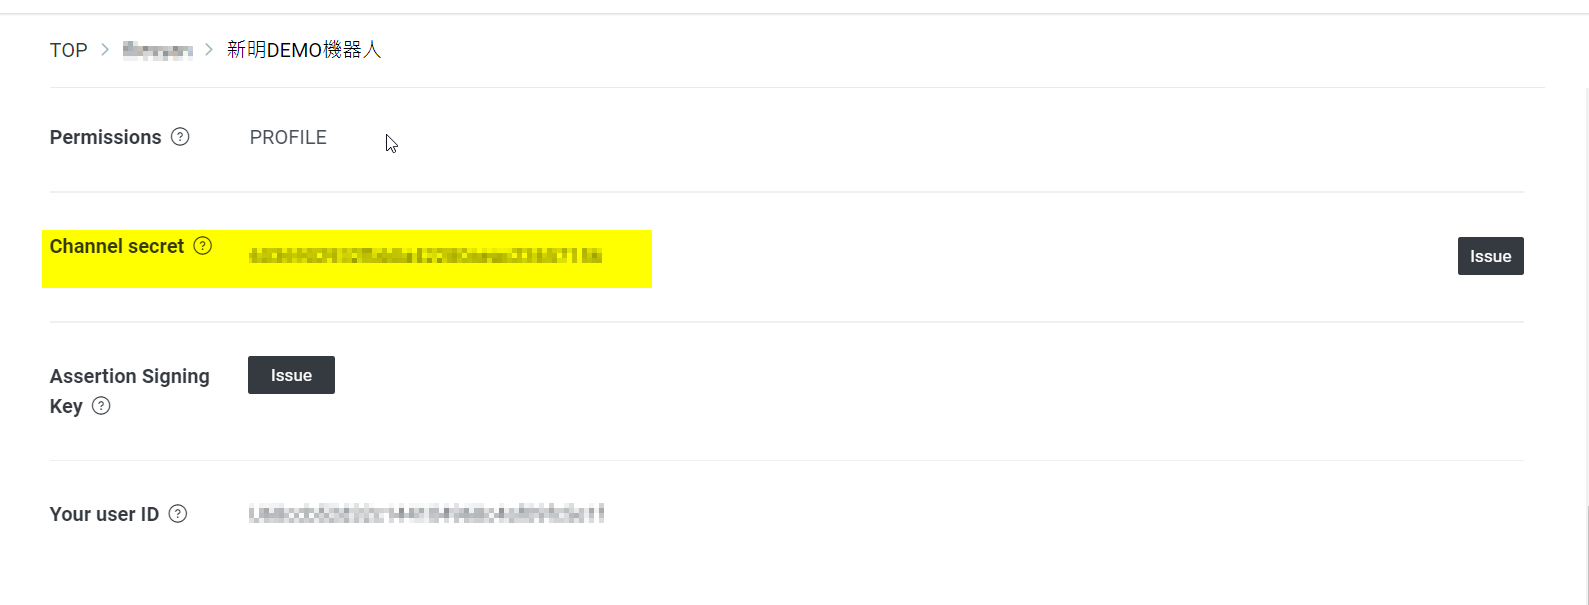 TOP > > 新明DEMO機器人
Permissions ? PROFILE
Channel secret ? Issue
Assertion Signing Key ? Issue
Your user ID ?